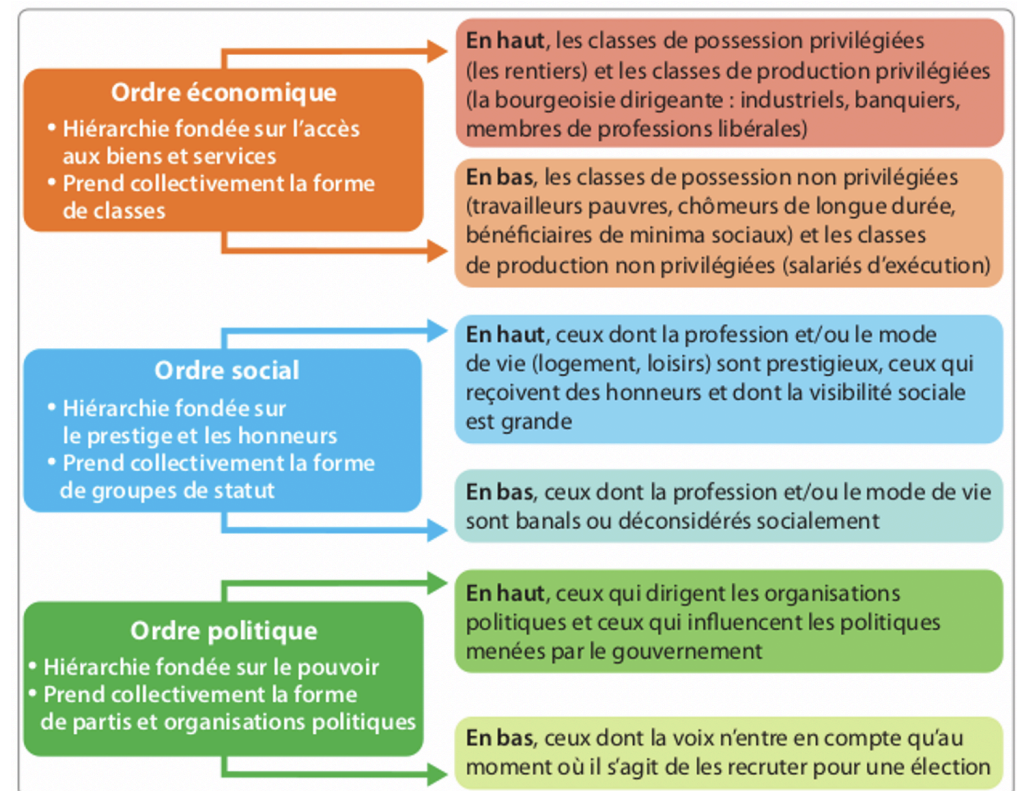 Ordre économique
• Hiérarchie fondée sur l'accès
aux biens et services
• Prend collectivement la forme
de classes
En haut, les classes de possession privilégiées
(les rentiers) et les classes de production privilégiées
(la bourgeoisie dirigeante : industriels, banquiers,
membres de professions libérales)
En bas, les classes de possession non privilégiées
(travailleurs pauvres, chômeurs de longue durée,
bénéficiaires de minima sociaux) et les classes
de production non privilégiées (salariés d'exécution)
Ordre social
• Hiérarchie fondée sur
le prestige et les honneurs
• Prend collectivement la forme
de groupes de statut
En haut, ceux dont la profession et/ou le mode
de vie (logement, loisirs) sont prestigieux, ceux qui
reçoivent des honneurs et dont la visibilité sociale
est grande
En bas, ceux dont la profession et/ou le mode de vie
sont banals ou déconsidérés socialement
Ordre politique
• Hiérarchie fondée sur le pouvoir
• Prend collectivement la forme
de partis et organisations politiques
En haut, ceux qui dirigent les organisations
politiques et ceux qui influencent les politiques
menées par le gouvernement
En bas, ceux dont la voix n'entre en compte qu'au
moment où il s'agit de les recruter pour une élection